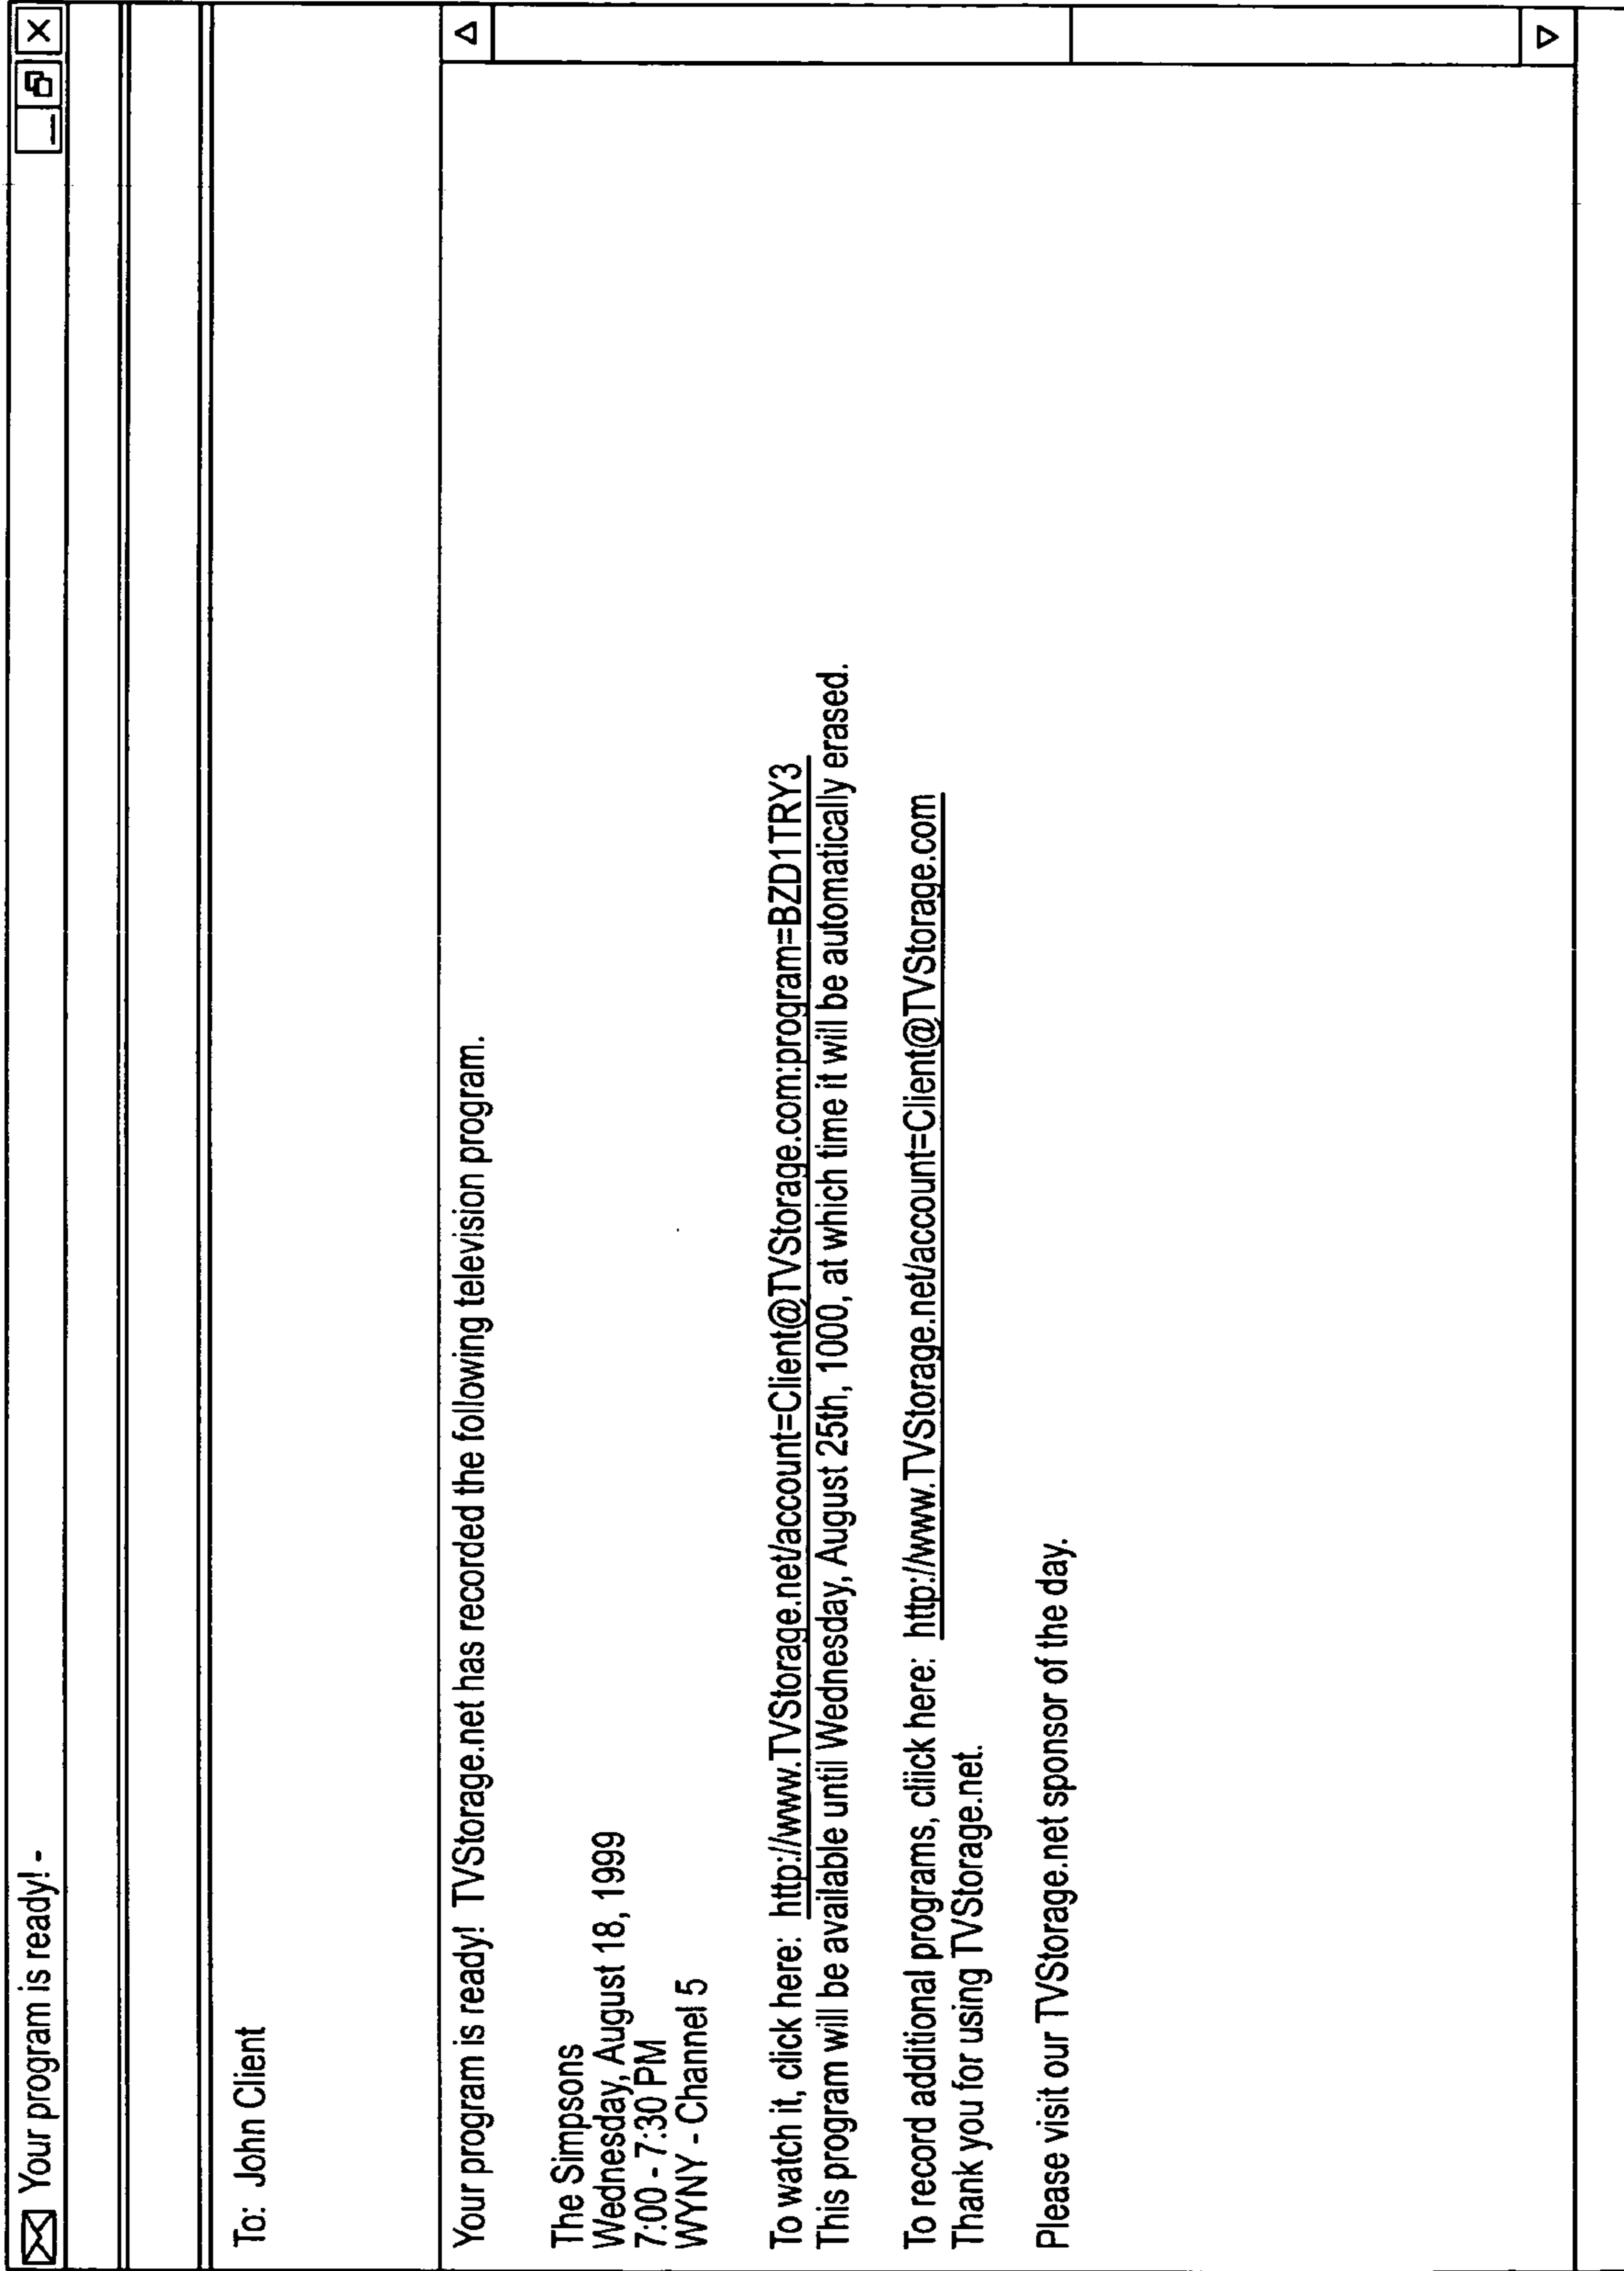 Your program is ready! -
To: John Client
Your program is ready! TVStorage.net has recorded the following television program.
The Simpsons
Wednesday, August 18, 1999
7:00 - 7:30 PM
WYNY - Channel 5
To watch it, click here: http://www.TVStorage.net/account=Client@TVStorage.com:program=BZD1TRY3
This program will be available until Wednesday, August 25th, 1000, at which time it will be automatically erased.
To record additional programs, cliick here: http://www.TVStorage.net/account=Client@TVStorage.com
Thank you for using TVStorage.net.
Please visit our TVStorage.net sponsor of the day.